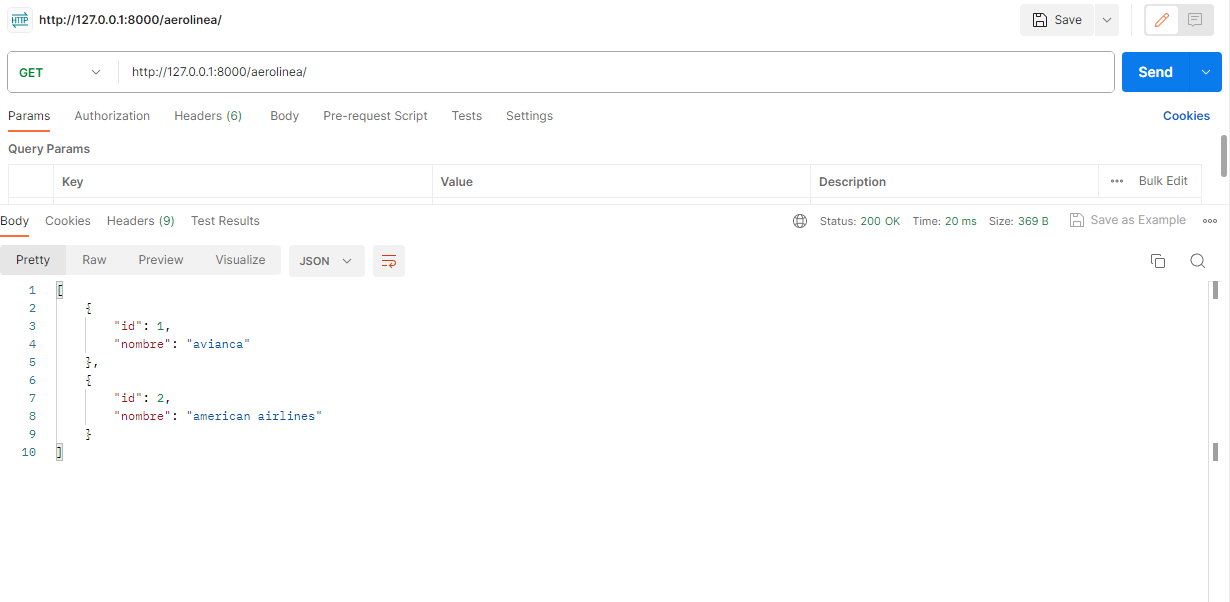 HTTP http://127.0.0.1:8000/aerolinea/ Save
GET http://127.0.0.1:8000/aerolinea/ Send
Params Authorization Headers (6) Body Pre-request Script Tests Settings Cookies
Query Params
Key Value Description Bulk Edit
Body Cookies Headers (9) Test Results Status: 200 OK Time: 20 ms Size: 369 B Save as Example
Pretty Raw Preview Visualize JSON
1 [
2 {
3 "id": 1,
4 "nombre": "avianca"
5 },
6 {
7 "id": 2,
8 "nombre": "american airlines"
9 }
10 ]